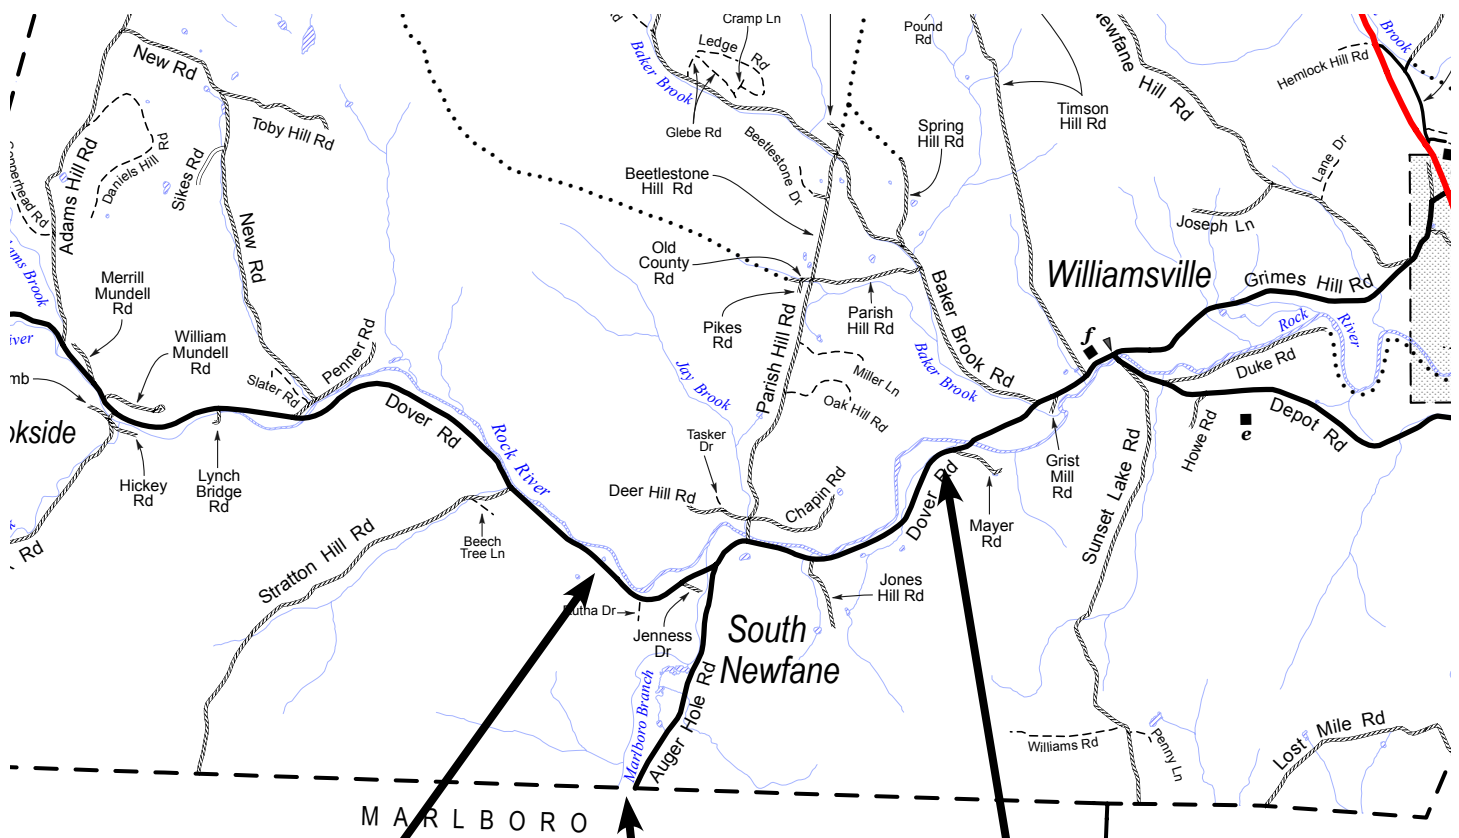 Cramp Ln
Ledge Rd
Pound
Rd
Newfane Hill Rd
Brook
Hemlock Hill Rd
New Rd
Baker Brook
Glebe Rd
Timson
Hill Rd
Toby Hill Rd
Spring
Hill Rd
Daniels Hill Rd
Sikes Rd
Adams Hill Rd
Beetlestone Dr
Beetlestone
Hill Rd
Lane Dr
Joseph Ln
New Rd
Old
County
Rd
Brook
Merrill
Mundell
Rd
Williamsville
Grimes Hill Rd
Pikes
Rd
Parish
Hill Rd
Baker Brook Rd
Rock River
William
Mundell
Rd
Penner Rd
Slater Rd
Parish Hill Rd
f
Duke Rd
Jay Brook
Miller Ln
Baker Brook
Oak Hill Rd
Dover Rd
Depot Rd
Howe Rd
e
Tasker
Dr
Rock River
Hickey
Rd
Lynch
Bridge
Rd
Grist
Mill
Rd
Sunset Lake Rd
Deer Hill Rd
Chapin Rd
Dover Rd
Mayer
Rd
Rd
Stratton Hill Rd
Beech
Tree Ln
Jones
Hill Rd
Jenness
Dr
South
Newfane
Marlboro Branch
Auger Hole Rd
Williams Rd
Penny Ln
Lost Mile Rd
MARLBORO